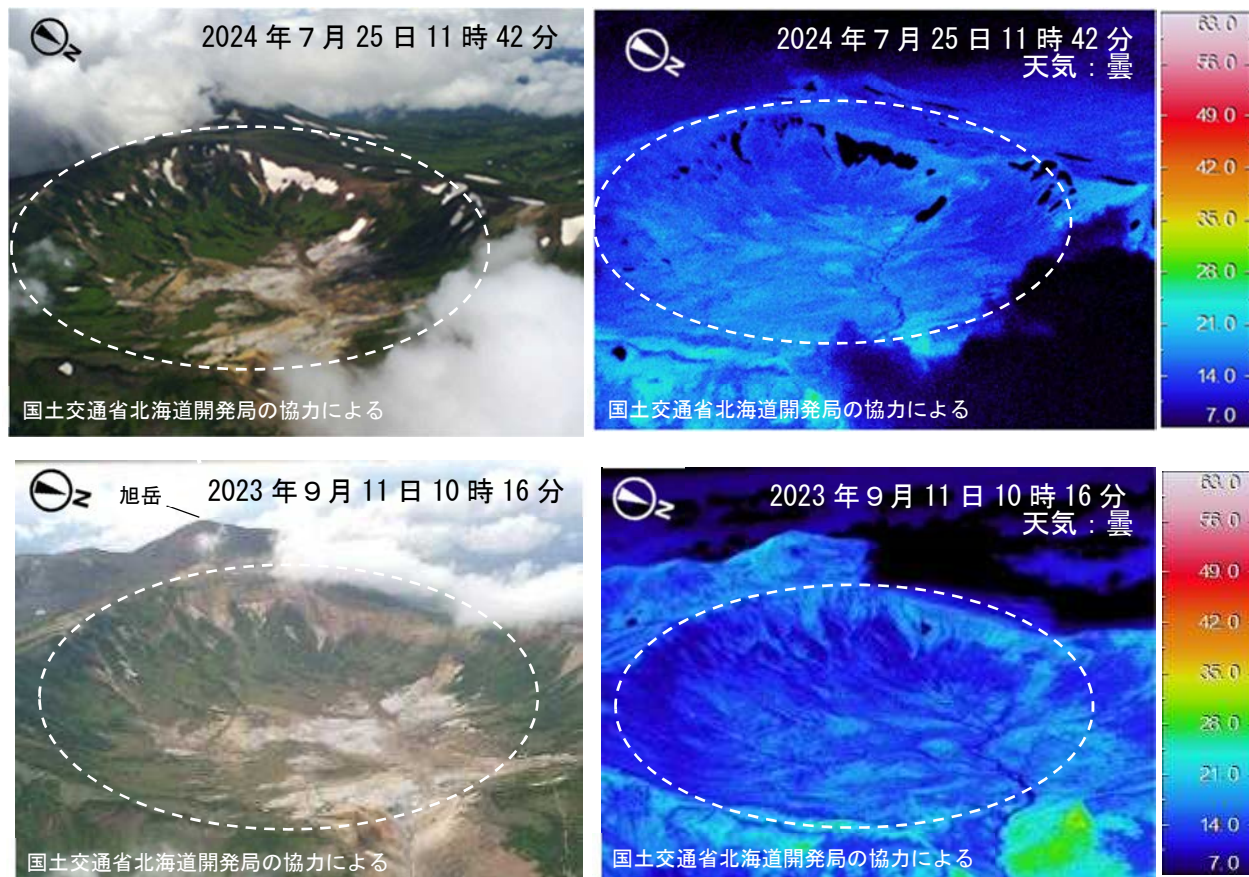 N
2024年7月25日11時42分
国土交通省北海道開発局の協力による
N
2024年7月25日11時42分
天気：曇
国土交通省北海道開発局の協力による
63.0
56.0
49.0
42.0
35.0
28.0
21.0
14.0
7.0
N
旭岳
2023年9月11日10時16分
国土交通省北海道開発局の協力による
N
2023年9月11日10時16分
天気：曇
国土交通省北海道開発局の協力による
63.0
56.0
49.0
42.0
35.0
28.0
21.0
14.0
7.0